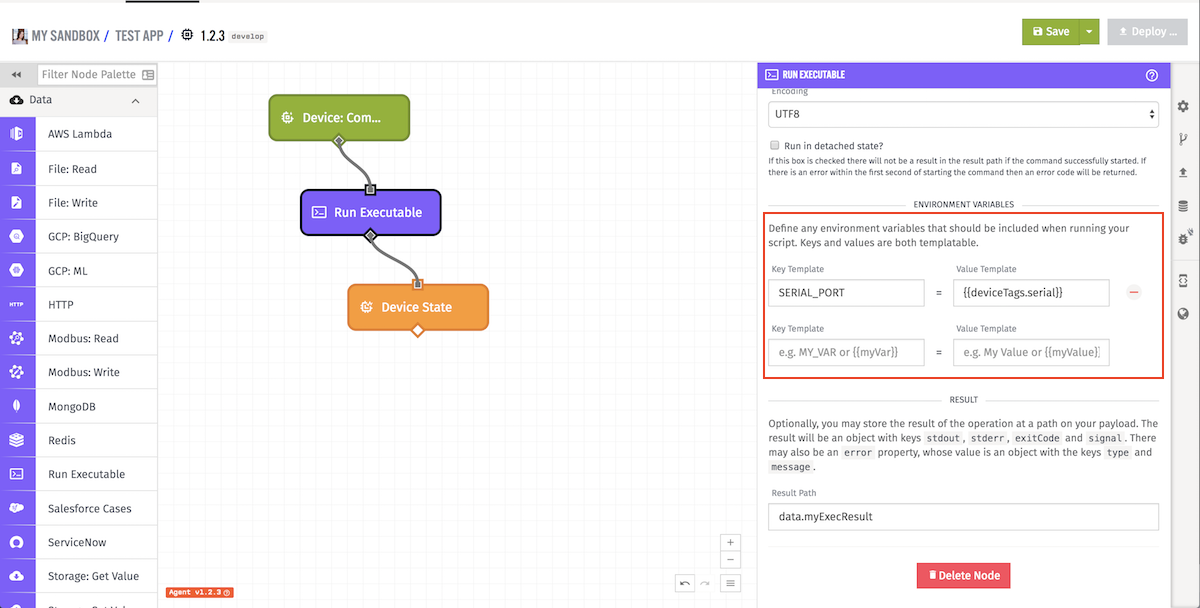 MY SANDBOX / TEST APP / 1.2.3 develop
Save
Deploy ...
Filter Node Palette
Data
AWS Lambda
File: Read
File: Write
GCP: BigQuery
GCP: ML
HTTP HTTP
Modbus: Read
Modbus: Write
MongoDB
Redis
Run Executable
Salesforce Cases
ServiceNow
Storage: Get Value
Device: Com...
Run Executable
Device State
Agent v1.2.3
RUN EXECUTABLE
Encoding
UTF8
Run in detached state?
If this box is checked there will not be a result in the result path if the command successfully started. If
there is an error within the first second of starting the command then an error code will be returned.
ENVIRONMENT VARIABLES
Define any environment variables that should be included when running your
script. Keys and values are both templatable.
Key Template Value Template
SERIAL_PORT = {{deviceTags.serial}}
Key Template Value Template
e.g. MY_VAR or {{myVar}} = e.g. My Value or {{myValue}}
RESULT
Optionally, you may store the result of the operation at a path on your payload. The
result will be an object with keys stdout, stderr, exitCode and signal. There
may also be an error property, whose value is an object with the keys type and
message.
Result Path
data.myExecResult
Delete Node